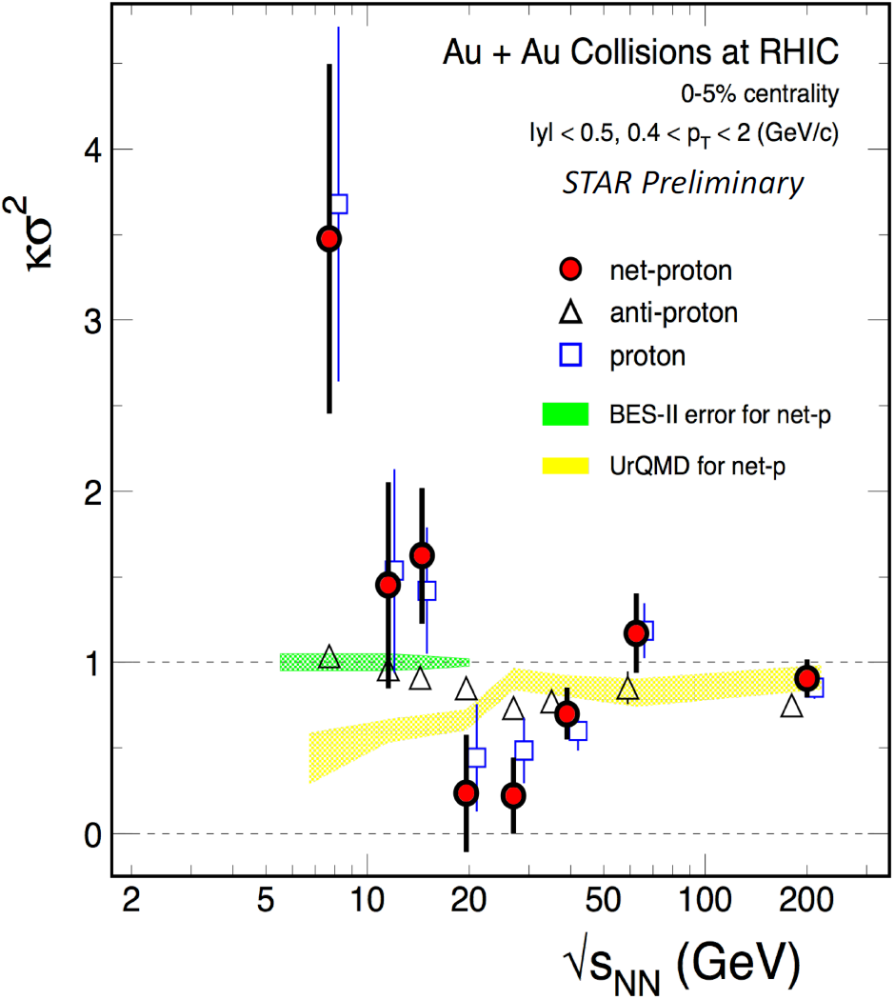 Au + Au Collisions at RHIC
0-5% centrality
|y| < 0.5, 0.4 < pT < 2 (GeV/c)
STAR Preliminary
net-proton
anti-proton
proton
BES-II error for net-p
UrQMD for net-p
κσ2
4
3
2
1
0
2 5 10 20 50 100 200
√sNN (GeV)